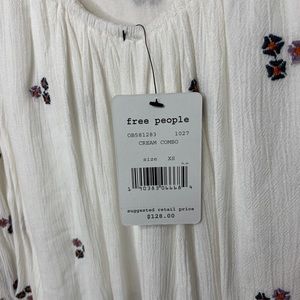 free people
OB581283 1027
CREAM COMBO
size XS
suggested retail price
$128.00